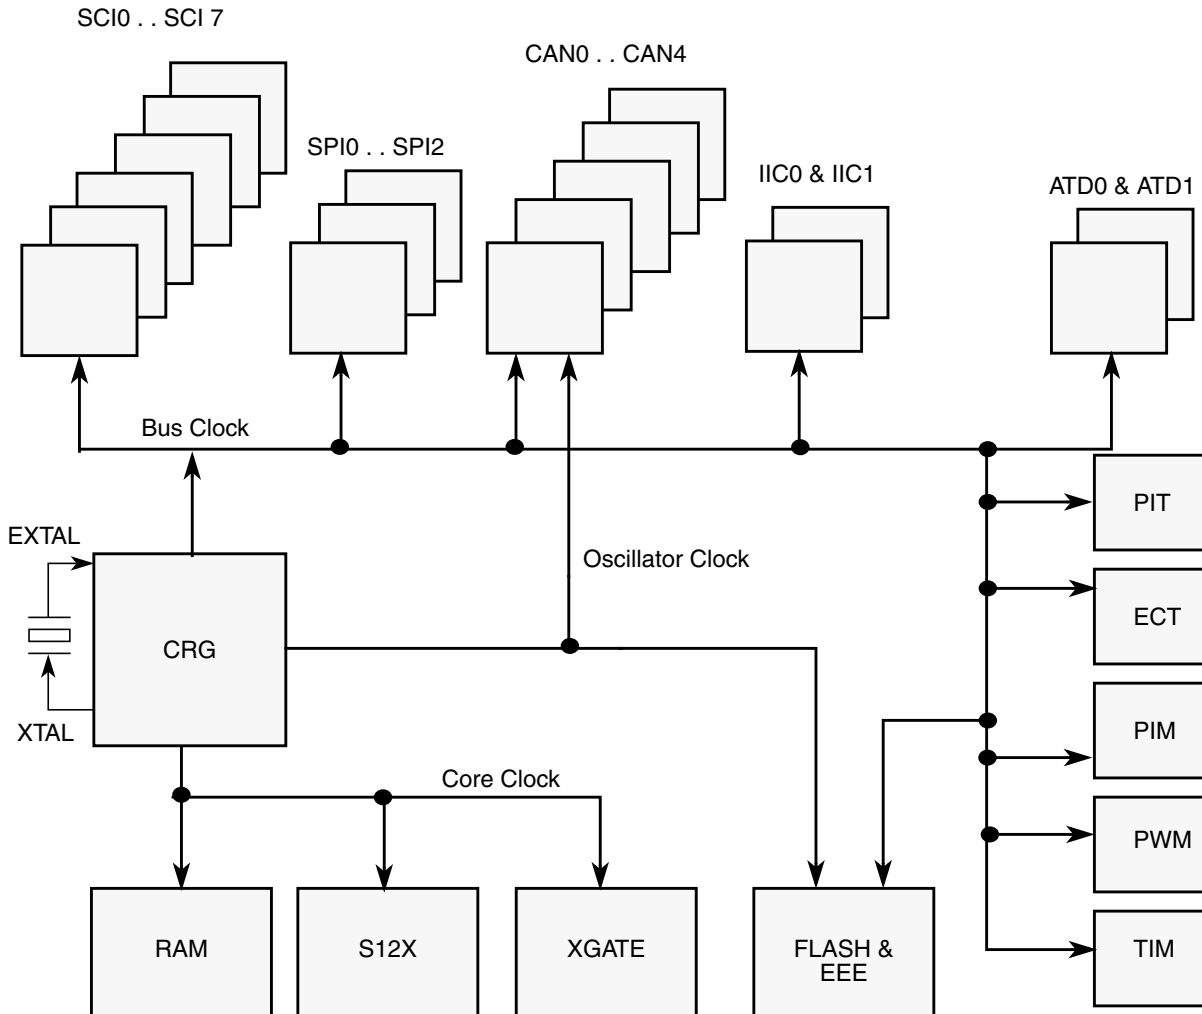 SCI0 . . SCI 7
CAN0 . . CAN4
SPI0 . . SPI2
IIC0 & IIC1
ATD0 & ATD1
Bus Clock
PIT
EXTAL
Oscillator Clock
ECT
CRG
XTAL
PIM
Core Clock
PWM
RAM
S12X
XGATE
FLASH &
EEE
TIM